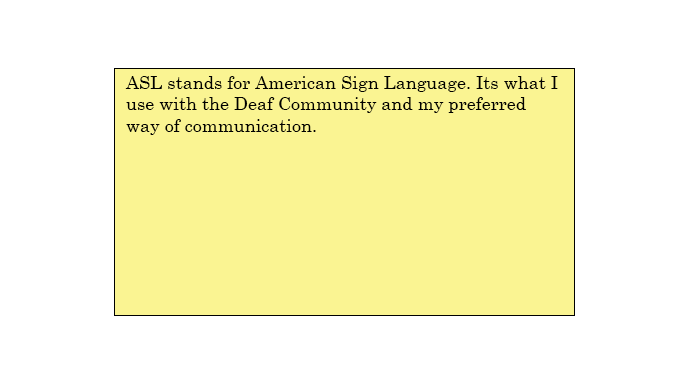 ASL stands for American Sign Language. Its what I
use with the Deaf Community and my preferred
way of communication.